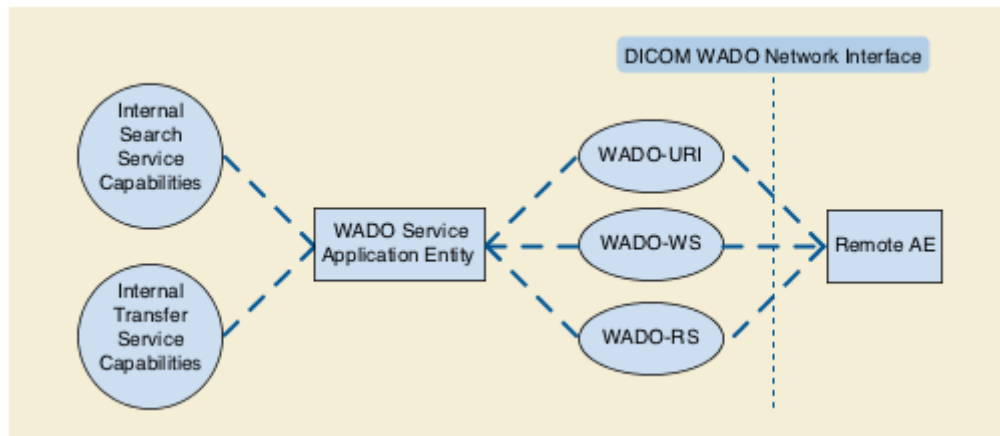 DICOM WADO Network Interface
Internal
Search
Service
Capabilities
WADO-URI
WADO Service
Application Entity
WADO-WS
Remote AE
Internal
Transfer
Service
Capabilities
WADO-RS